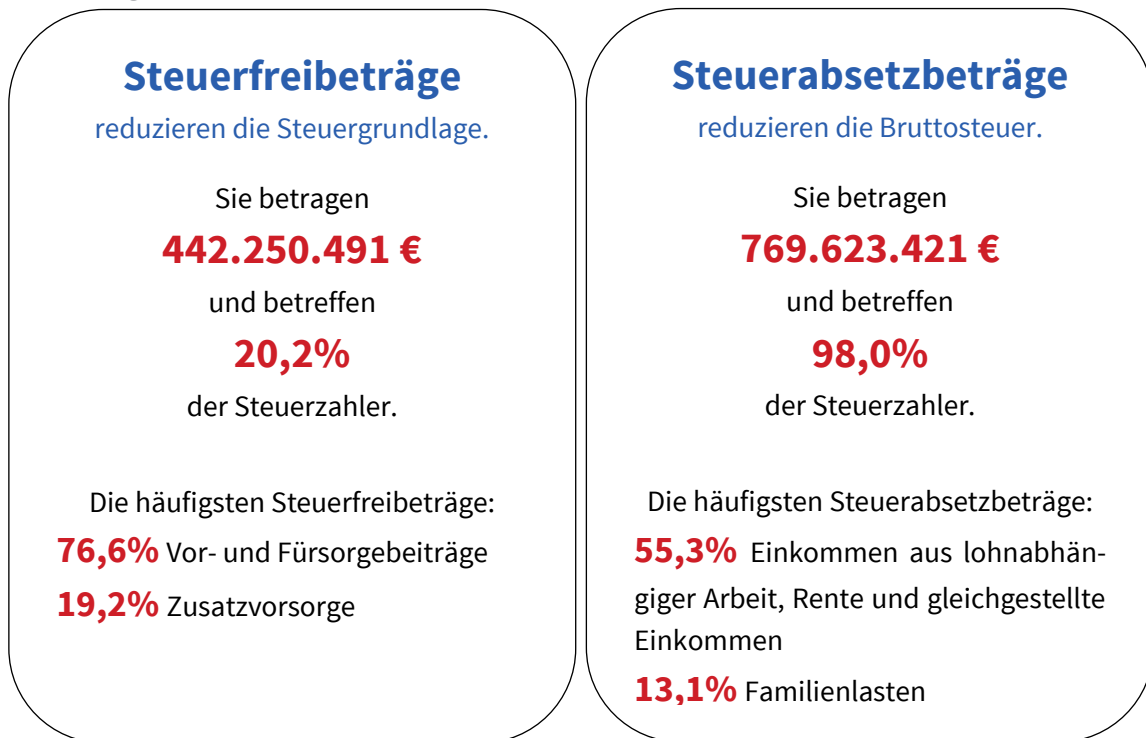 Steuerfreibeträge
reduzieren die Steuergrundlage.
Sie betragen
442.250.491 €
und betreffen
20,2%
der Steuerzahler.
Die häufigsten Steuerfreibeträge:
76,6% Vor- und Fürsorgebeiträge
19,2% Zusatzvorsorge
Steuerabsetzbeträge
reduzieren die Bruttosteuer.
Sie betragen
769.623.421 €
und betreffen
98,0%
der Steuerzahler.
Die häufigsten Steuerabsetzbeträge:
55,3% Einkommen aus lohnabhän-
giger Arbeit, Rente und gleichgestellte
Einkommen
13,1% Familienlasten